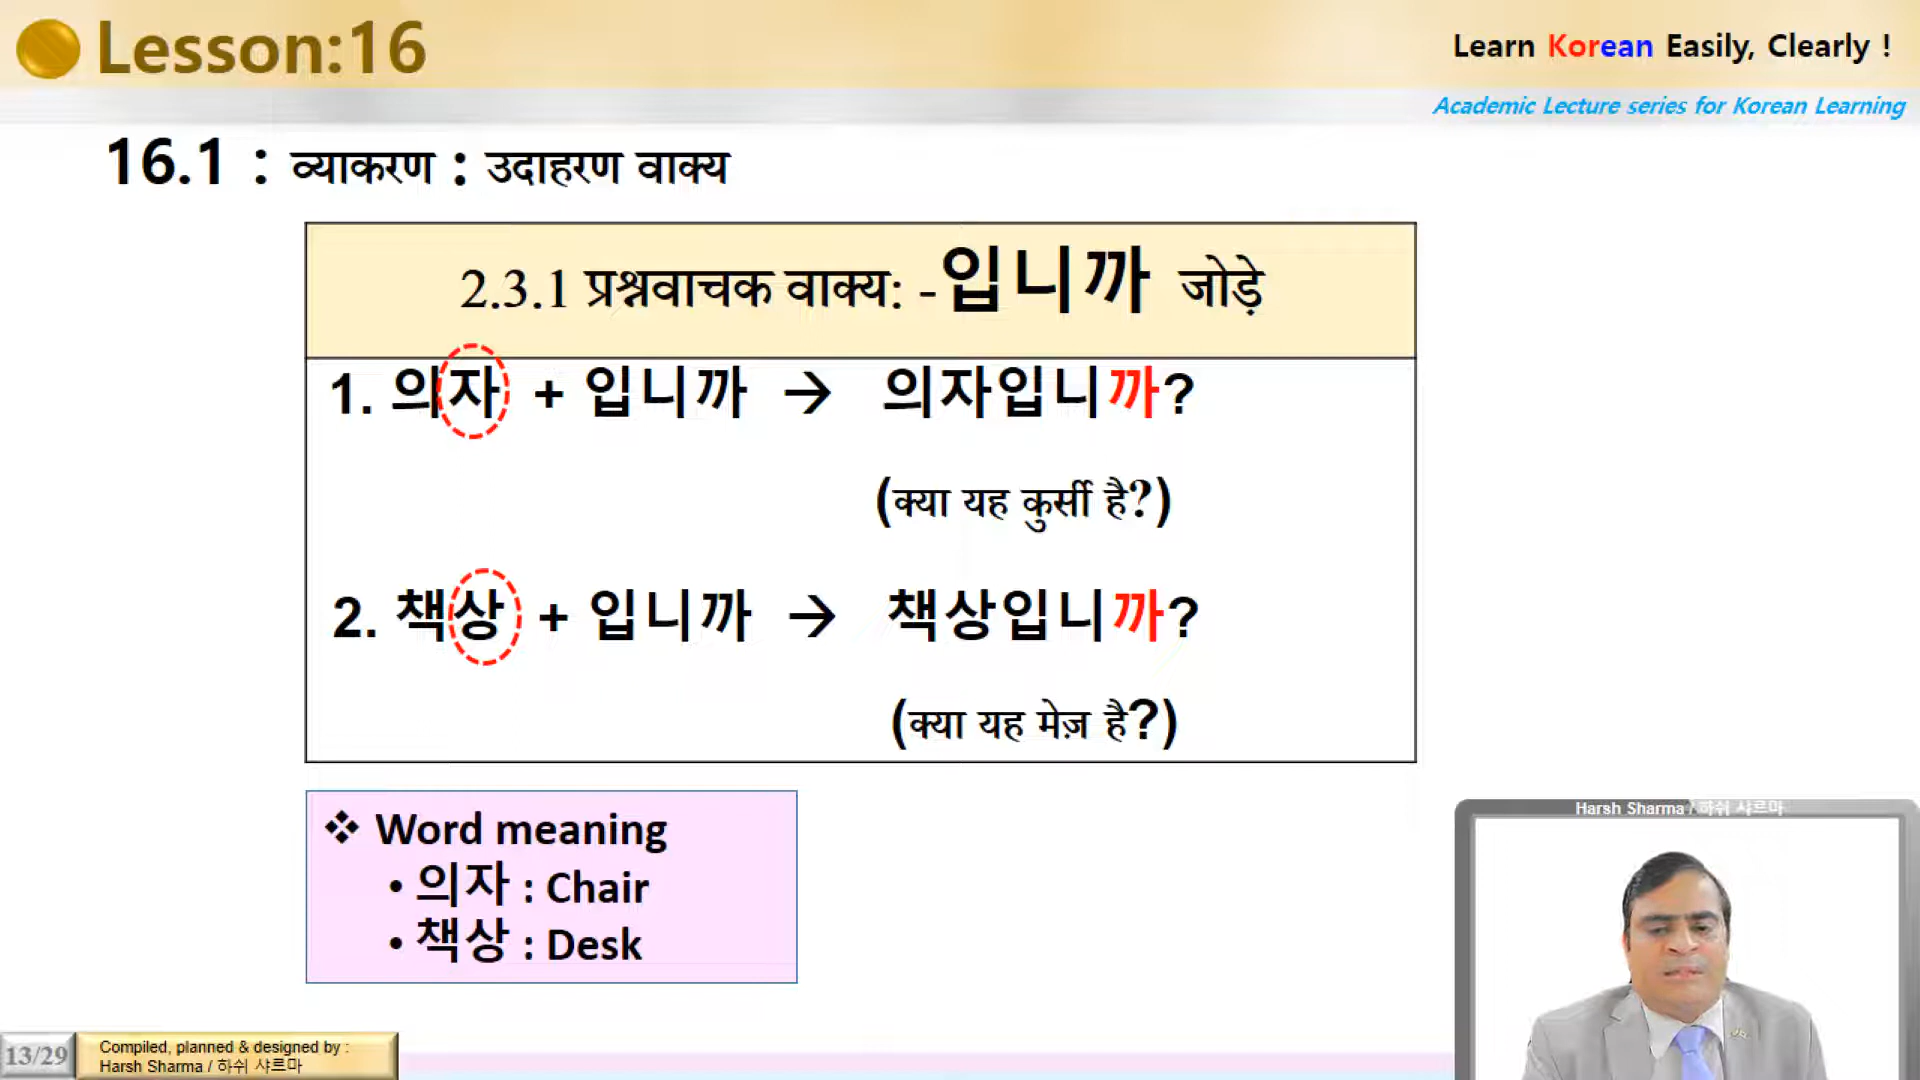 Lesson:16
Learn Korean Easily, Clearly !
Academic Lecture series for Korean Learning
16.1 : व्याकरण : उदाहरण वाक्य
2.3.1 प्रश्नवाचक वाक्य: -입니까 जोड़े
1. 의자 + 입니까 → 의자입니까?
(क्या यह कुर्सी है?)
2. 책상 + 입니까 → 책상입니까?
(क्या यह मेज़ है?)
❖ Word meaning
• 의자 : Chair
• 책상 : Desk
Harsh Sharma / 하쉬 샤르마
13/29
Compiled, planned & designed by :
Harsh Sharma / 하쉬 샤르마